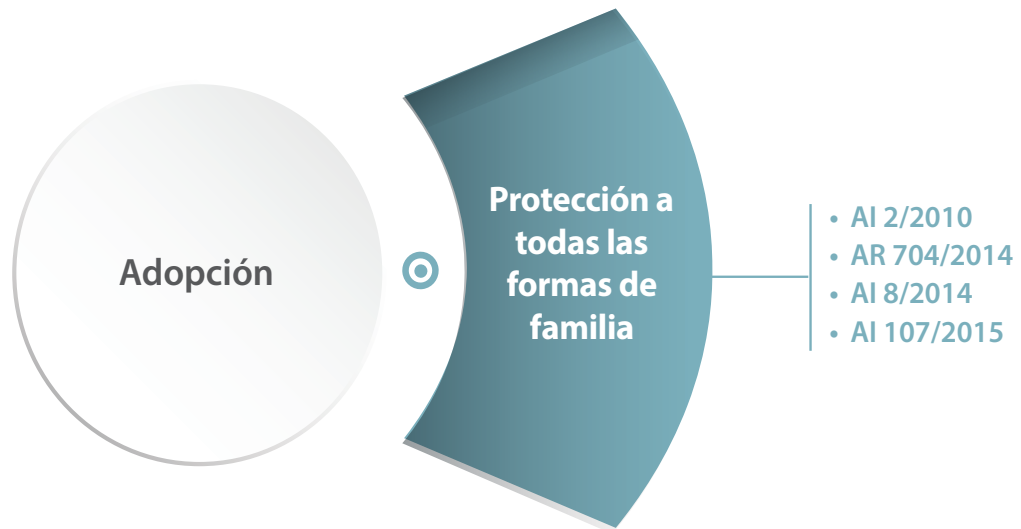 Adopción
Protección a
todas las
formas de
familia
• AI 2/2010
• AR 704/2014
• AI 8/2014
• AI 107/2015